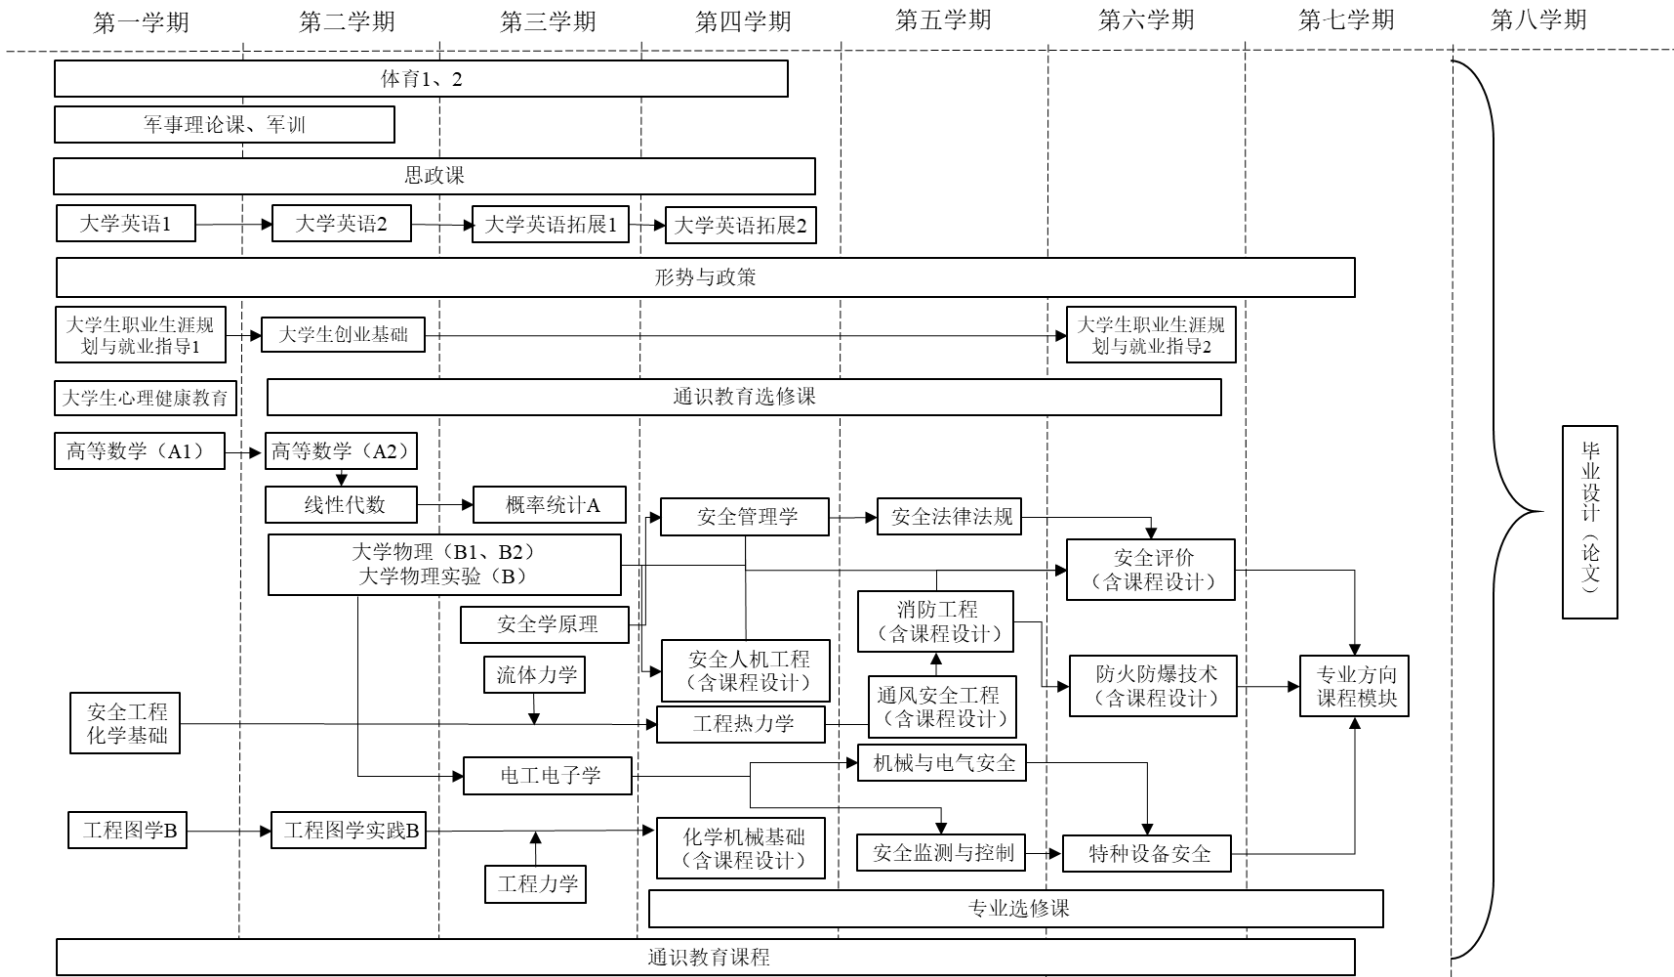 第一学期
第二学期
第三学期
第四学期
第五学期
第六学期
第七学期
第八学期
体育1、2
军事理论课、军训
思政课
大学英语1
大学英语2
大学英语拓展1
大学英语拓展2
形势与政策
大学生职业生涯规
划与就业指导1
大学生创业基础
大学生职业生涯规
划与就业指导2
大学生心理健康教育
通识教育选修课
高等数学（A1）
高等数学（A2）
线性代数
概率统计A
安全管理学
安全法律法规
大学物理（B1、B2）
大学物理实验（B）
安全评价
（含课程设计）
安全学原理
消防工程
（含课程设计）
流体力学
安全人机工程
（含课程设计）
防火防爆技术
（含课程设计）
专业方向
课程模块
安全工程
化学基础
工程热力学
通风安全工程
（含课程设计）
电工电子学
机械与电气安全
工程图学B
工程图学实践B
化学机械基础
（含课程设计）
安全监测与控制
特种设备安全
工程力学
专业选修课
通识教育课程
毕业设计（论文）